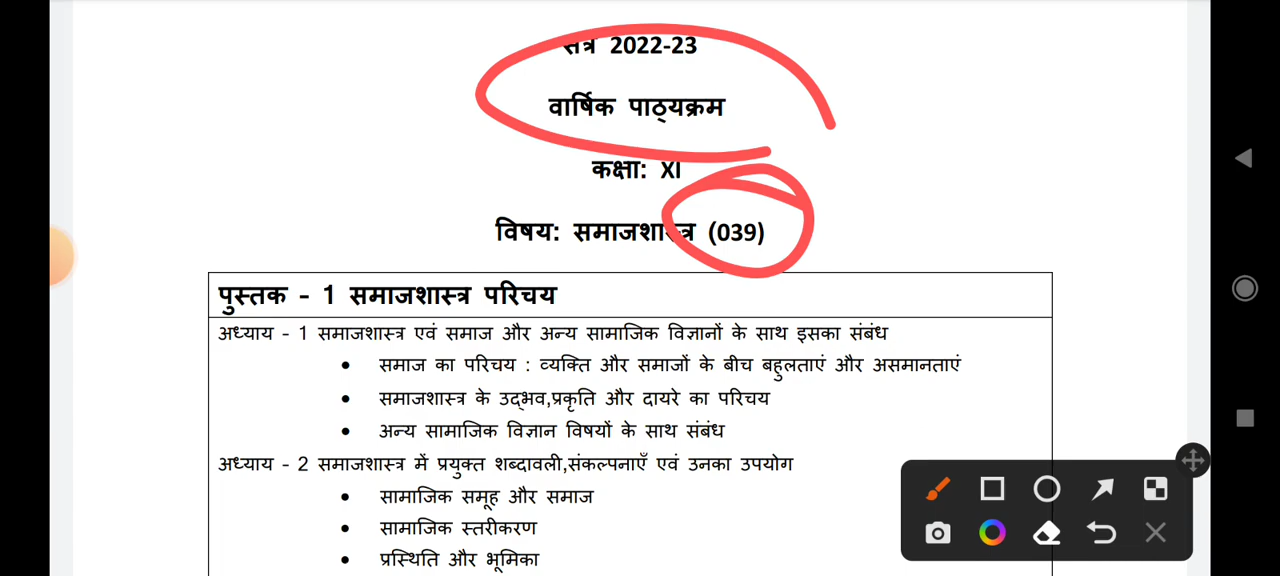 सत्र 2022-23
वार्षिक पाठ्यक्रम
कक्षा: XI
विषय: समाजशास्त्र (039)
पुस्तक - 1 समाजशास्त्र परिचय
अध्याय - 1 समाजशास्त्र एवं समाज और अन्य सामाजिक विज्ञानों के साथ इसका संबंध
• समाज का परिचय : व्यक्ति और समाजों के बीच बहुलताएं और असमानताएं
• समाजशास्त्र के उद्भव,प्रकृति और दायरे का परिचय
• अन्य सामाजिक विज्ञान विषयों के साथ संबंध
अध्याय - 2 समाजशास्त्र में प्रयुक्त शब्दावली,संकल्पनाएँ एवं उनका उपयोग
• सामाजिक समूह और समाज
• सामाजिक स्तरीकरण
• प्रस्थिति और भूमिका